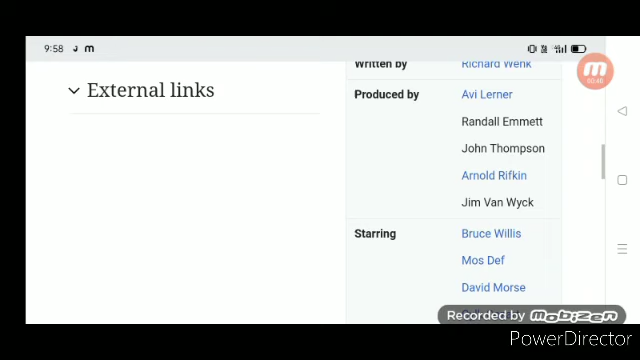 9:58
Written by Richard Wenk
External links
Produced by Avi Lerner
Randall Emmett
John Thompson
Arnold Rifkin
Jim Van Wyck
Starring Bruce Willis
Mos Def
David Morse
Recorded by Mobizen
PowerDirector